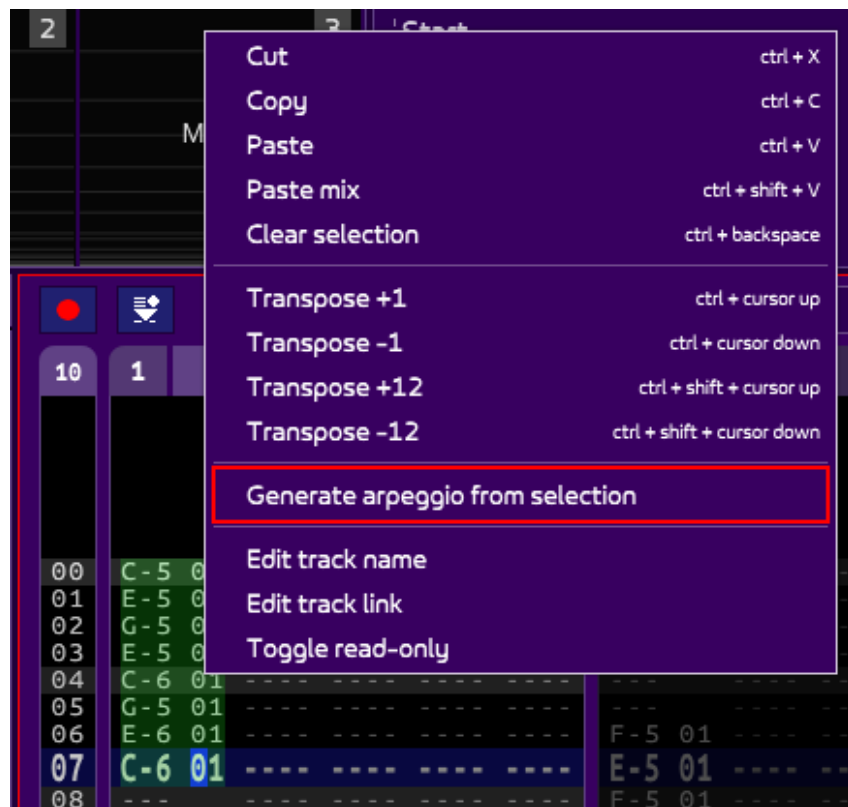 2
3
Start
M
Cut ctrl + X
Copy ctrl + C
Paste ctrl + V
Paste mix ctrl + shift + V
Clear selection ctrl + backspace
Transpose +1 ctrl + cursor up
Transpose -1 ctrl + cursor down
Transpose +12 ctrl + shift + cursor up
Transpose -12 ctrl + shift + cursor down
Generate arpeggio from selection
Edit track name
Edit track link
Toggle read-only
10 1
00 C-5 0
01 E-5 0
02 G-5 0
03 E-5 0
04 C-6 01 ---- ---- ---- ---- --- ----
05 G-5 01 ---- ---- ---- ---- --- ----
06 E-6 01 ---- ---- ---- ---- F-5 01 ----
07 C-6 01 ---- ---- ---- ---- E-5 01 ----
08 --- ---- ---- ---- ---- F-5 01 ----